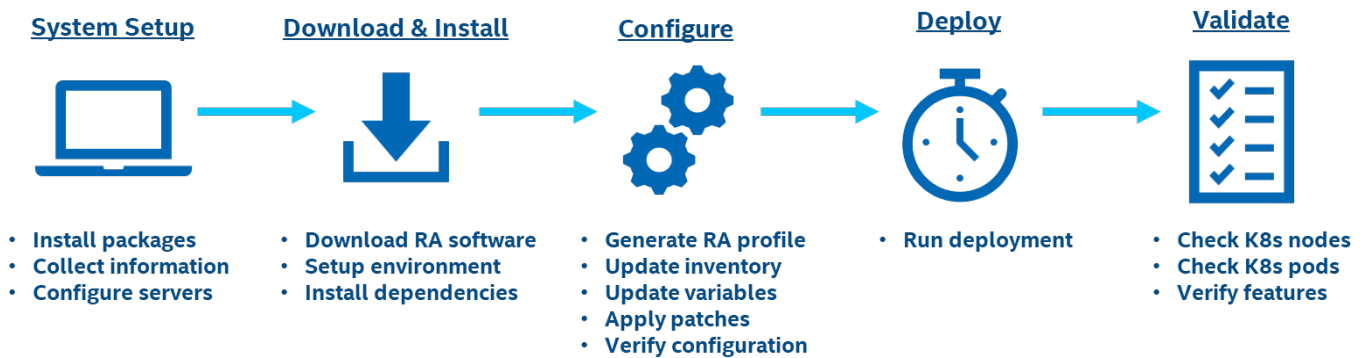 System Setup
• Install packages
• Collect information
• Configure servers
Download & Install
• Download RA software
• Setup environment
• Install dependencies
Configure
• Generate RA profile
• Update inventory
• Update variables
• Apply patches
• Verify configuration
Deploy
• Run deployment
Validate
• Check K8s nodes
• Check K8s pods
• Verify features